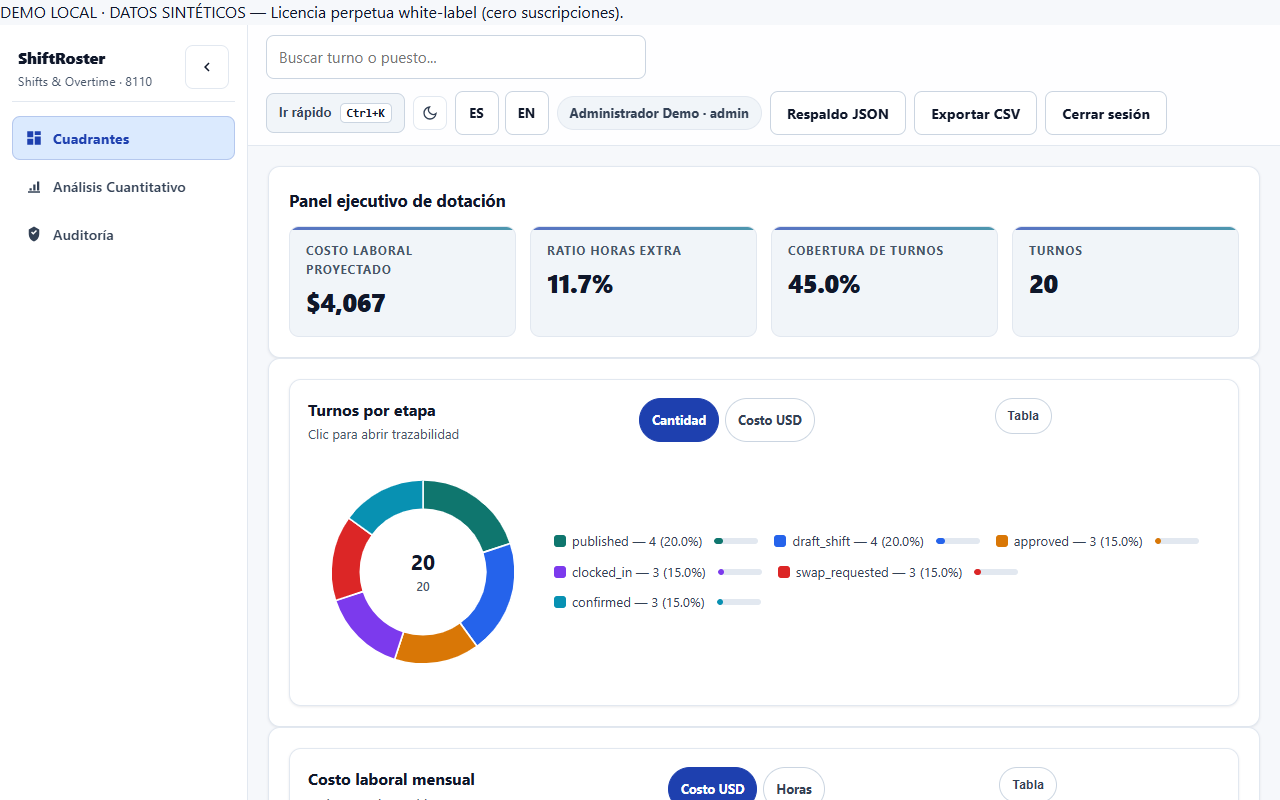 DEMO LOCAL · DATOS SINTÉTICOS — Licencia perpetua white-label (cero suscripciones).
ShiftRoster
Shifts & Overtime · 8110
Cuadrantes
Análisis Cuantitativo
Auditoría
Buscar turno o puesto...
Ir rápido Ctrl+K ES EN Administrador Demo · admin Respaldo JSON Exportar CSV Cerrar sesión
Panel ejecutivo de dotación
COSTO LABORAL PROYECTADO
$4,067
RATIO HORAS EXTRA
11.7%
COBERTURA DE TURNOS
45.0%
TURNOS
20
Turnos por etapa
Clic para abrir trazabilidad
Cantidad Costo USD Tabla
20
20
published — 4 (20.0%) draft_shift — 4 (20.0%) approved — 3 (15.0%)
clocked_in — 3 (15.0%) swap_requested — 3 (15.0%)
confirmed — 3 (15.0%)
Costo laboral mensual
Costo USD Horas Tabla